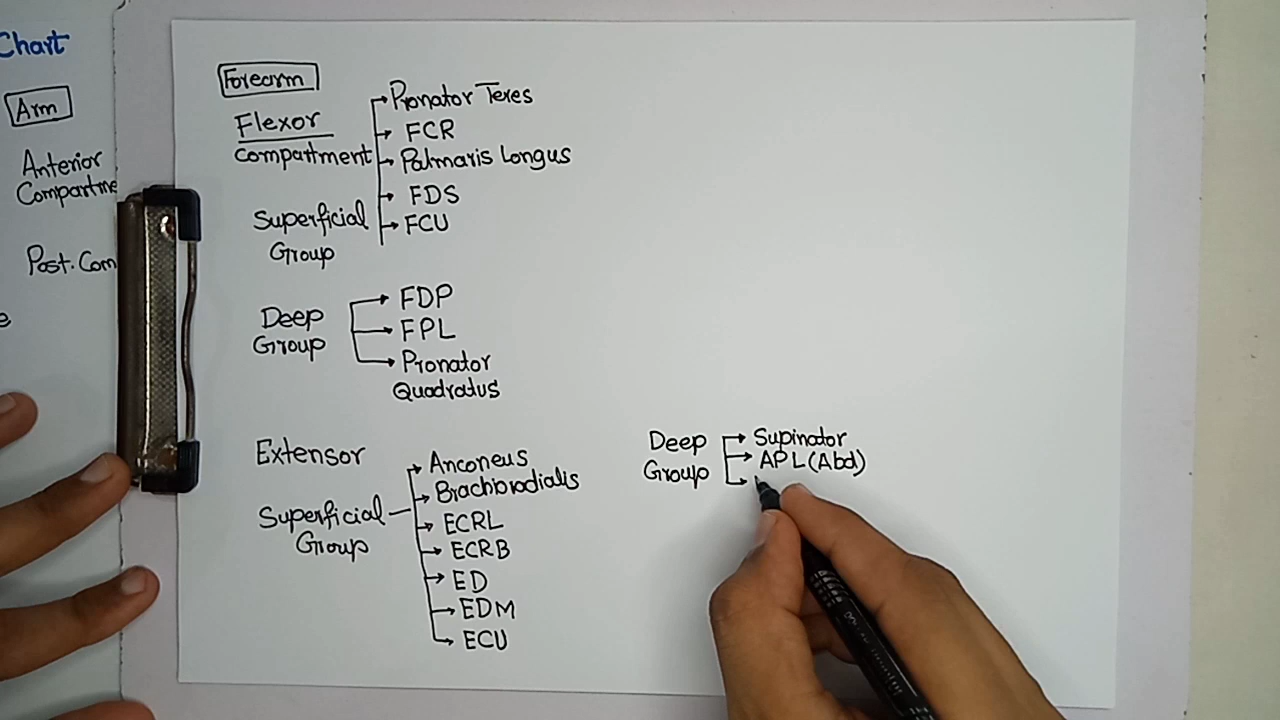 Chart
Arm
Anterior
Compartme
Post. Com
e
Forearm
Flexor
Compartment
Pronator Teres
FCR
Palmaris Longus
FDS
FCU
Superficial
Group
Deep
Group
FDP
FPL
Pronator
Quadratus
Extensor
Superficial
Group
Anconeus
Brachioradialis
ECRL
ECRB
ED
EDM
ECU
Deep
Group
Supinator
APL (Abd)